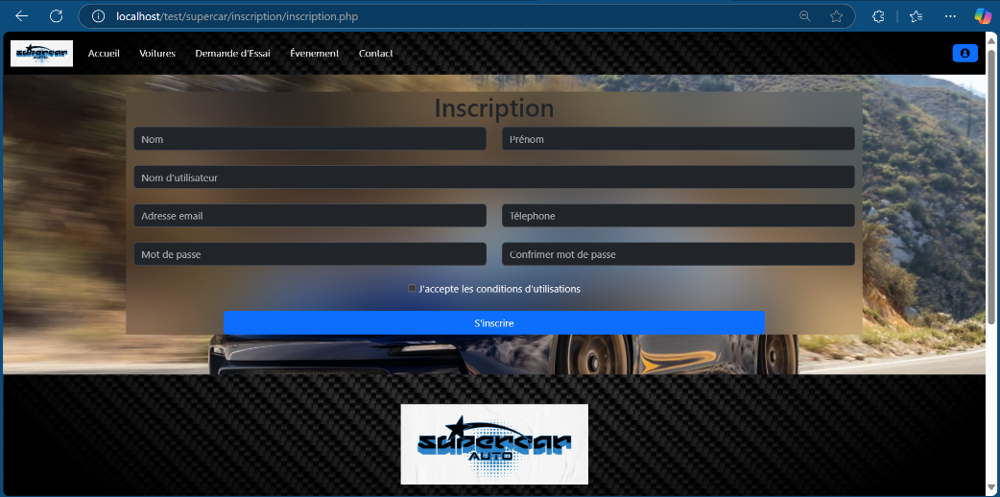 localhost/test/supercar/inscription/inscription.php
supercar
AUTO
Accueil Voitures Demande d'Essai Évenement Contact
Inscription
Nom Prénom
Nom d'utilisateur
Adresse email Télephone
Mot de passe Confrimer mot de passe
J'accepte les conditions d'utilisations
S'inscrire
supercar
AUTO